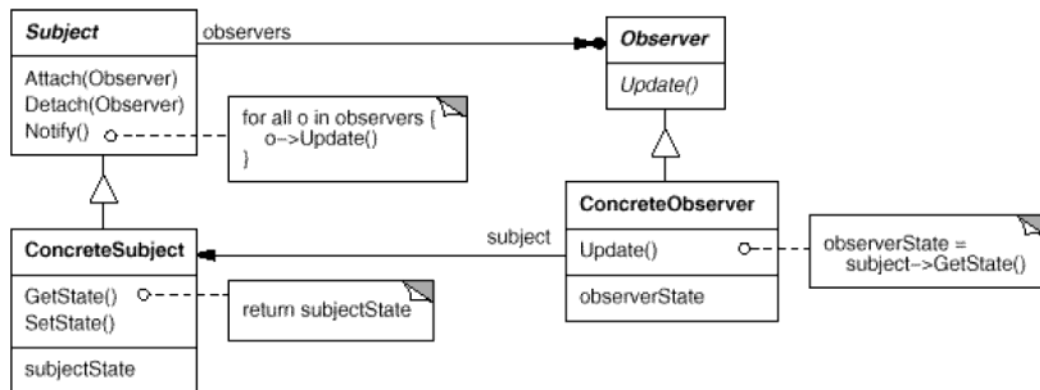 Subject
Attach(Observer)
Detach(Observer)
Notify()
observers
Observer
Update()
for all o in observers {
o->Update()
}
ConcreteSubject
GetState()
SetState()
subjectState
return subjectState
subject
ConcreteObserver
Update()
observerState
observerState =
subject->GetState()